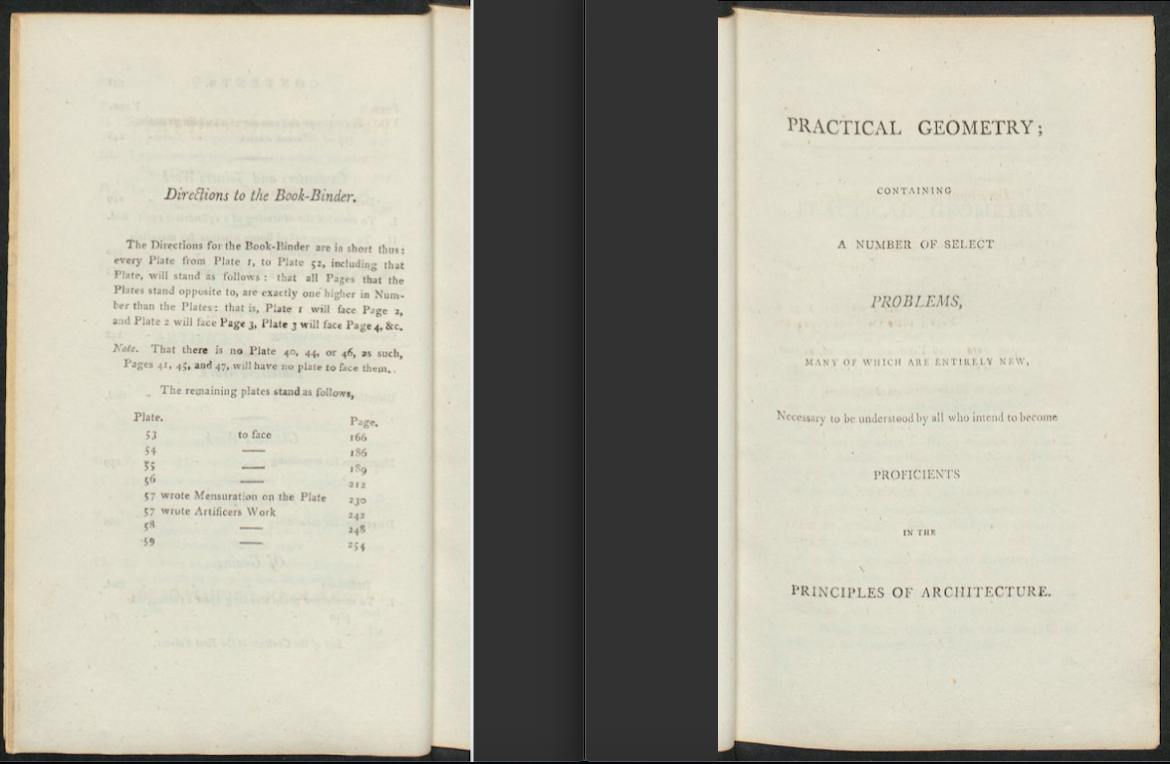 Directions to the Book-Binder.
The Directions for the Book-Binder are in short thus:
every Plate from Plate 1, to Plate 52, including that
Plate, will stand as follows: that all Pages that the
Plates stand opposite to, are exactly one higher in Num-
ber than the Plates: that is, Plate 1 will face Page 2,
and Plate 2 will face Page 3, Plate 3 will face Page 4, &c.
Note. That there is no Plate 40, 44, or 46, as such,
Pages 41, 45, and 47, will have no plate to face them.
The remaining plates stand as follows,
Plate. Page.
53 to face 166
54 —— 186
55 —— 189
56 —— 212
57 wrote Mensuration on the Plate 230
57 wrote Artificers Work 242
58 —— 248
59 —— 254
PRACTICAL GEOMETRY;
CONTAINING
A NUMBER OF SELECT
PROBLEMS,
MANY OF WHICH ARE ENTIRELY NEW,
Necessary to be understood by all who intend to become
PROFICIENTS
IN THE
PRINCIPLES OF ARCHITECTURE.